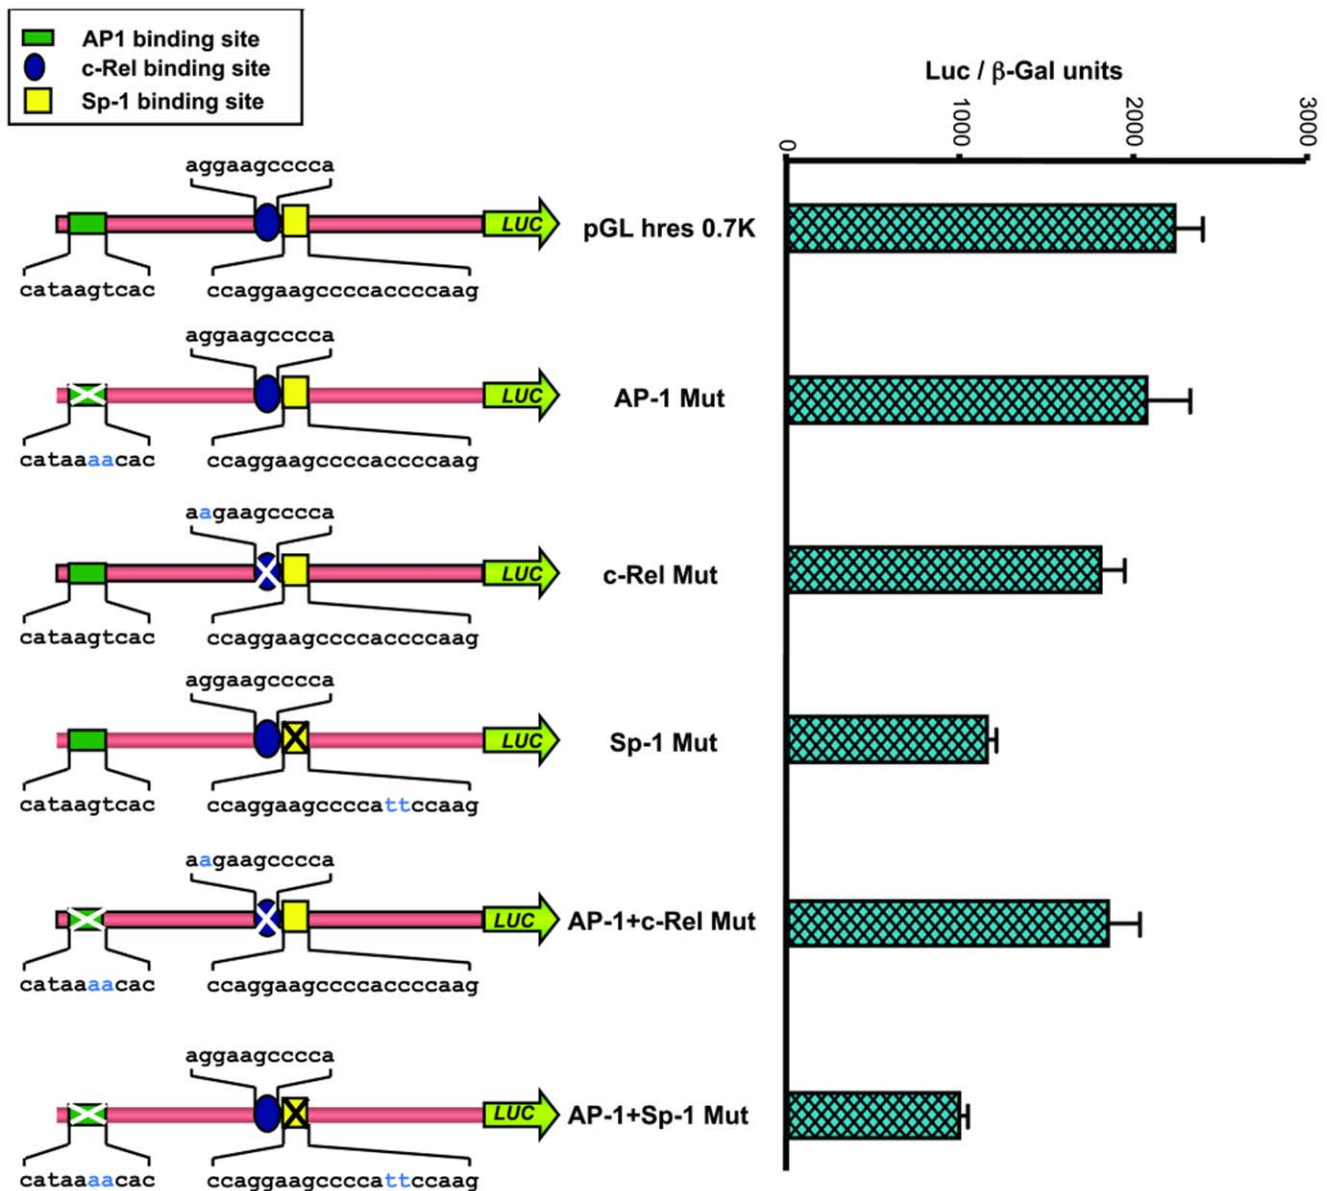 AP1 binding site
c-Rel binding site
Sp-1 binding site
Luc / β-Gal units
0
1000
2000
3000
aggaagcccca
LUC
pGL hres 0.7K
cataagtcac
ccaggaagccccaccccaag
aggaagcccca
LUC
AP-1 Mut
cataaaacac
ccaggaagccccaccccaag
aagaagcccca
LUC
c-Rel Mut
cataagtcac
ccaggaagccccaccccaag
aggaagcccca
LUC
Sp-1 Mut
cataagtcac
ccaggaagccccattccaag
aagaagcccca
LUC
AP-1+c-Rel Mut
cataaaacac
ccaggaagccccaccccaag
aggaagcccca
LUC
AP-1+Sp-1 Mut
cataaaacac
ccaggaagccccattccaag